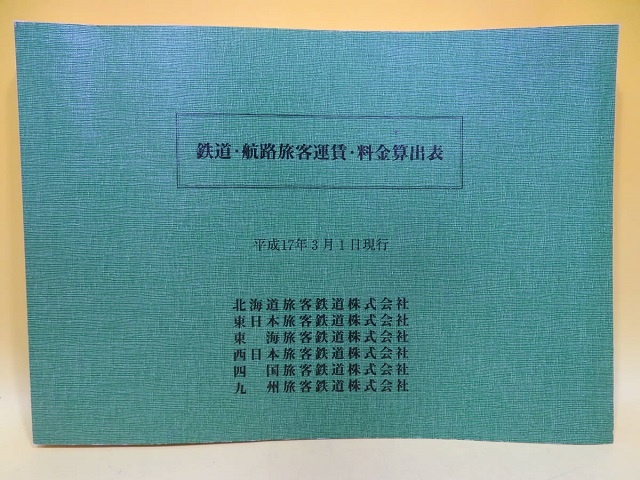 鉄道・航路旅客運賃・料金算出表
平成17年3月1日現行
北海道旅客鉄道株式会社
東日本旅客鉄道株式会社
東　海旅客鉄道株式会社
西日本旅客鉄道株式会社
四　国旅客鉄道株式会社
九　州旅客鉄道株式会社